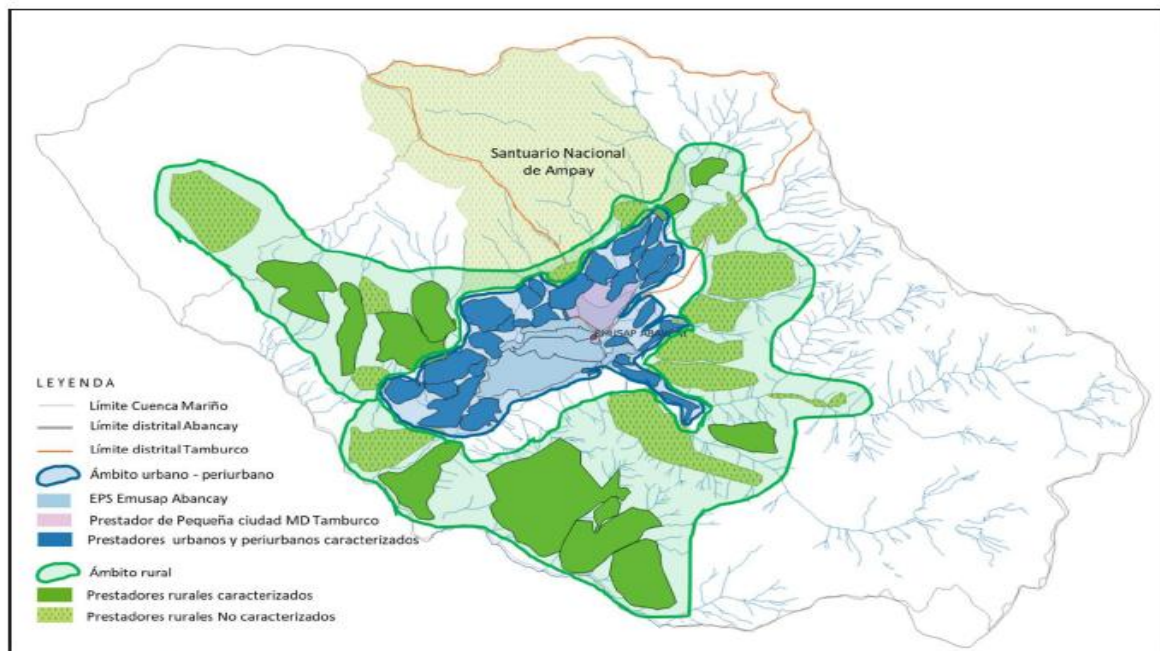 Santuario Nacional
de Ampay
EMUSAP ABANCAY
LEYENDA
Límite Cuenca Mariño
Límite distrital Abancay
Límite distrital Tamburco
Ámbito urbano - periurbano
EPS Emusap Abancay
Prestador de Pequeña ciudad MD Tamburco
Prestadores urbanos y periurbanos caracterizados
Ámbito rural
Prestadores rurales caracterizados
Prestadores rurales No caracterizados